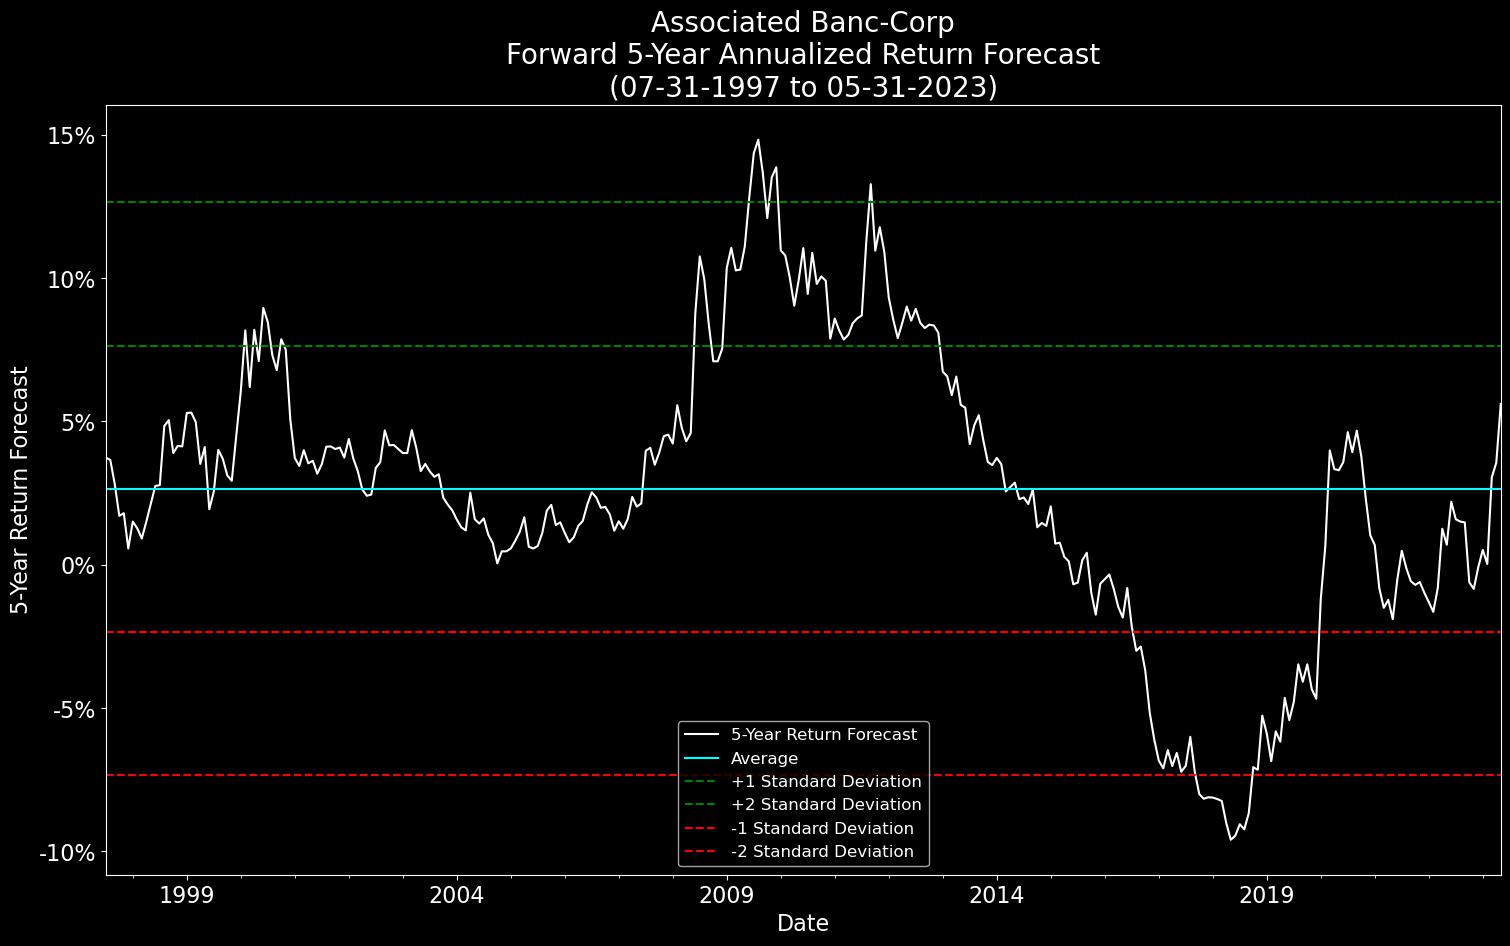 Associated Banc-Corp
Forward 5-Year Annualized Return Forecast
(07-31-1997 to 05-31-2023)
15%
10%
5%
0%
-5%
-10%
5-Year Return Forecast
5-Year Return Forecast
Average
+1 Standard Deviation
+2 Standard Deviation
-1 Standard Deviation
-2 Standard Deviation
1999 2004 2009 2014 2019
Date